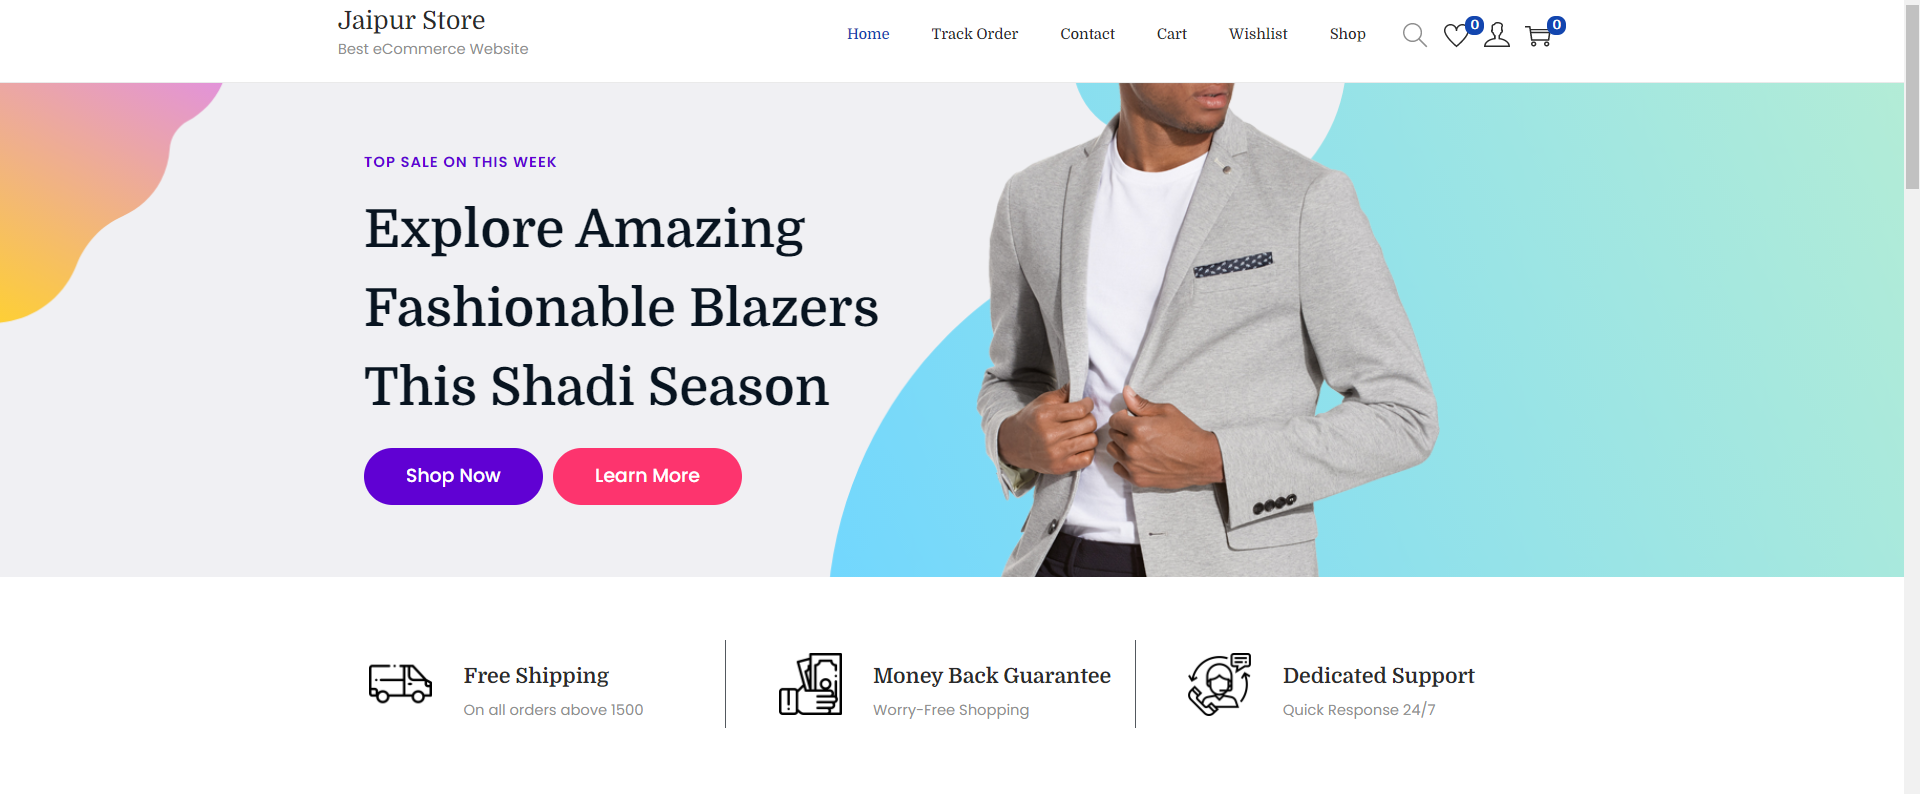 Jaipur Store
Best eCommerce Website
Home
Track Order
Contact
Cart
Wishlist
Shop
0
0
TOP SALE ON THIS WEEK
Explore Amazing
Fashionable Blazers
This Shadi Season
Shop Now
Learn More
Free Shipping
On all orders above 1500
Money Back Guarantee
Worry-Free Shopping
Dedicated Support
Quick Response 24/7